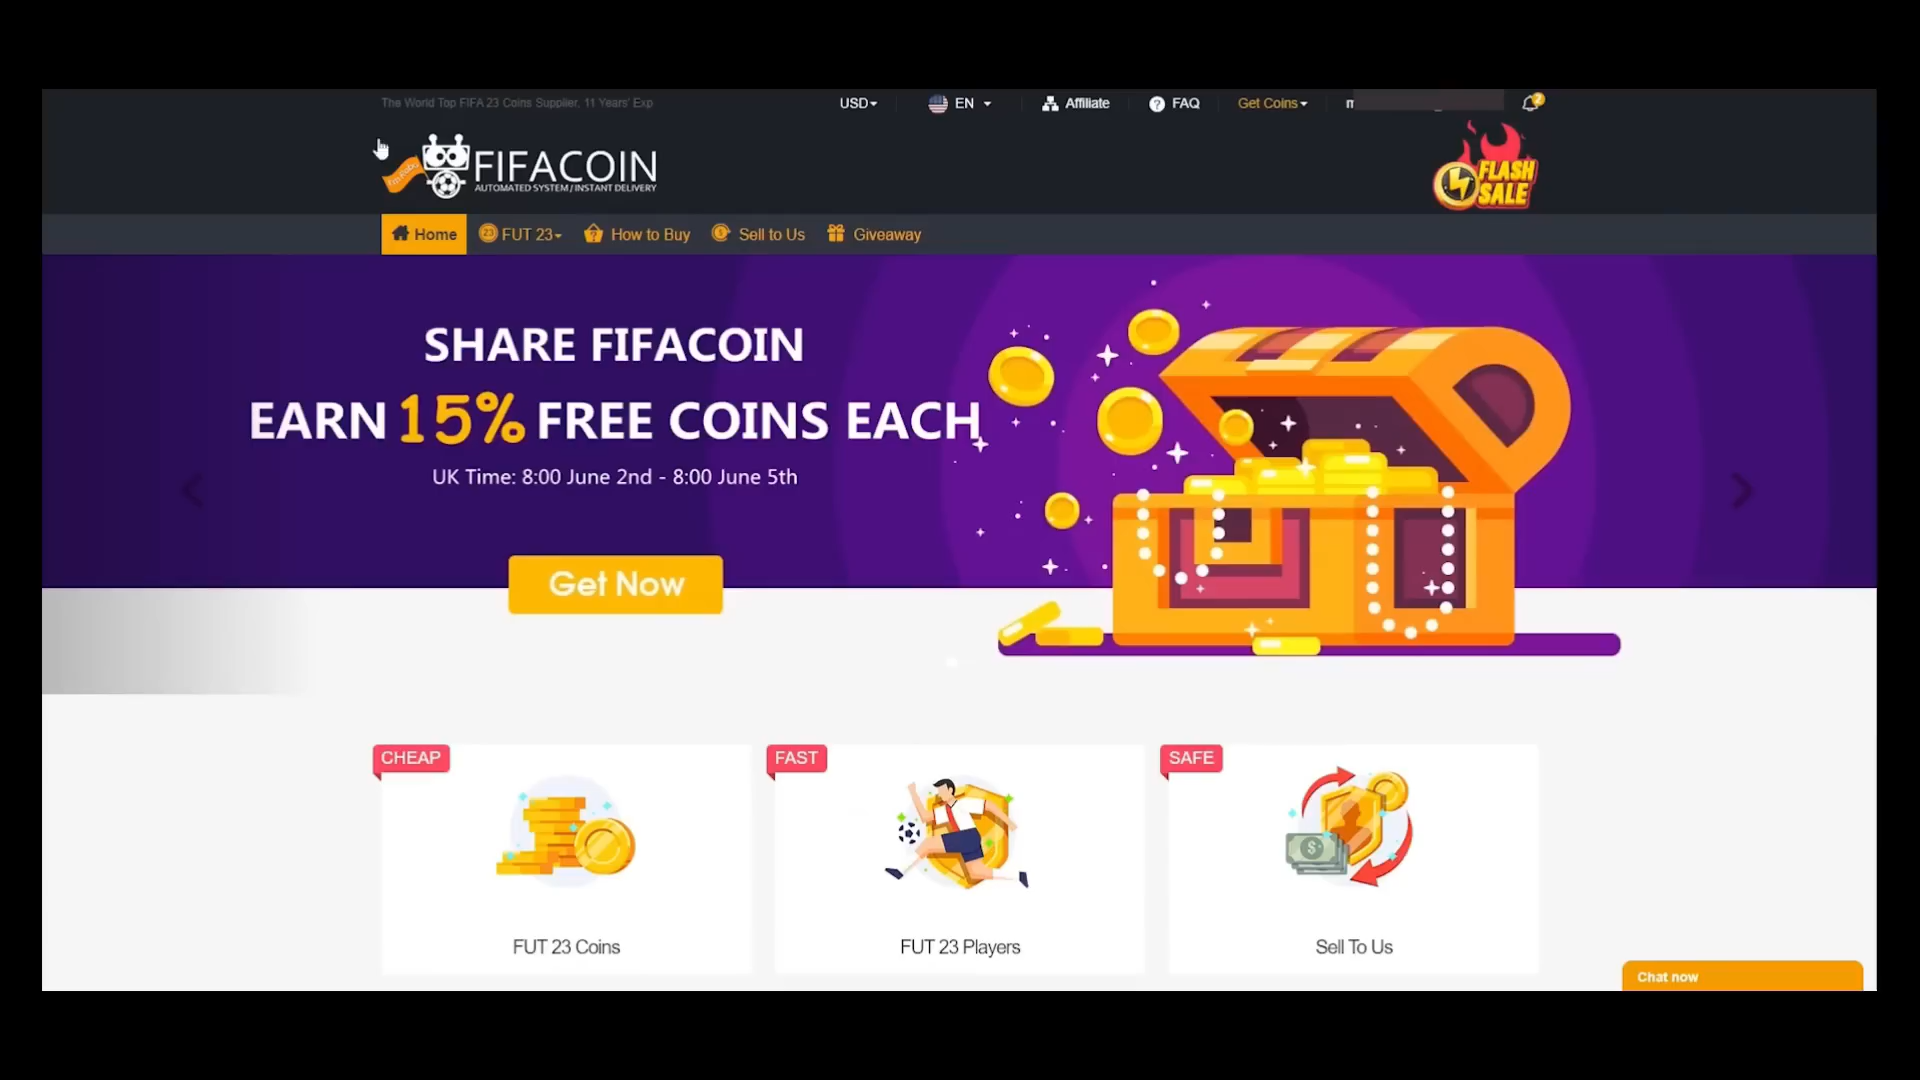 The World Top FIFA 23 Coins Supplier, 11 Years' Exp
USD
EN
Affiliate
FAQ
Get Coins
2
FIFACOIN
AUTOMATED SYSTEM / INSTANT DELIVERY
FLASH
SALE
Home
FUT 23
How to Buy
Sell to Us
Giveaway
SHARE FIFACOIN
EARN 15% FREE COINS EACH
UK Time: 8:00 June 2nd - 8:00 June 5th
Get Now
CHEAP
FAST
SAFE
FUT 23 Coins
FUT 23 Players
Sell To Us
Chat now